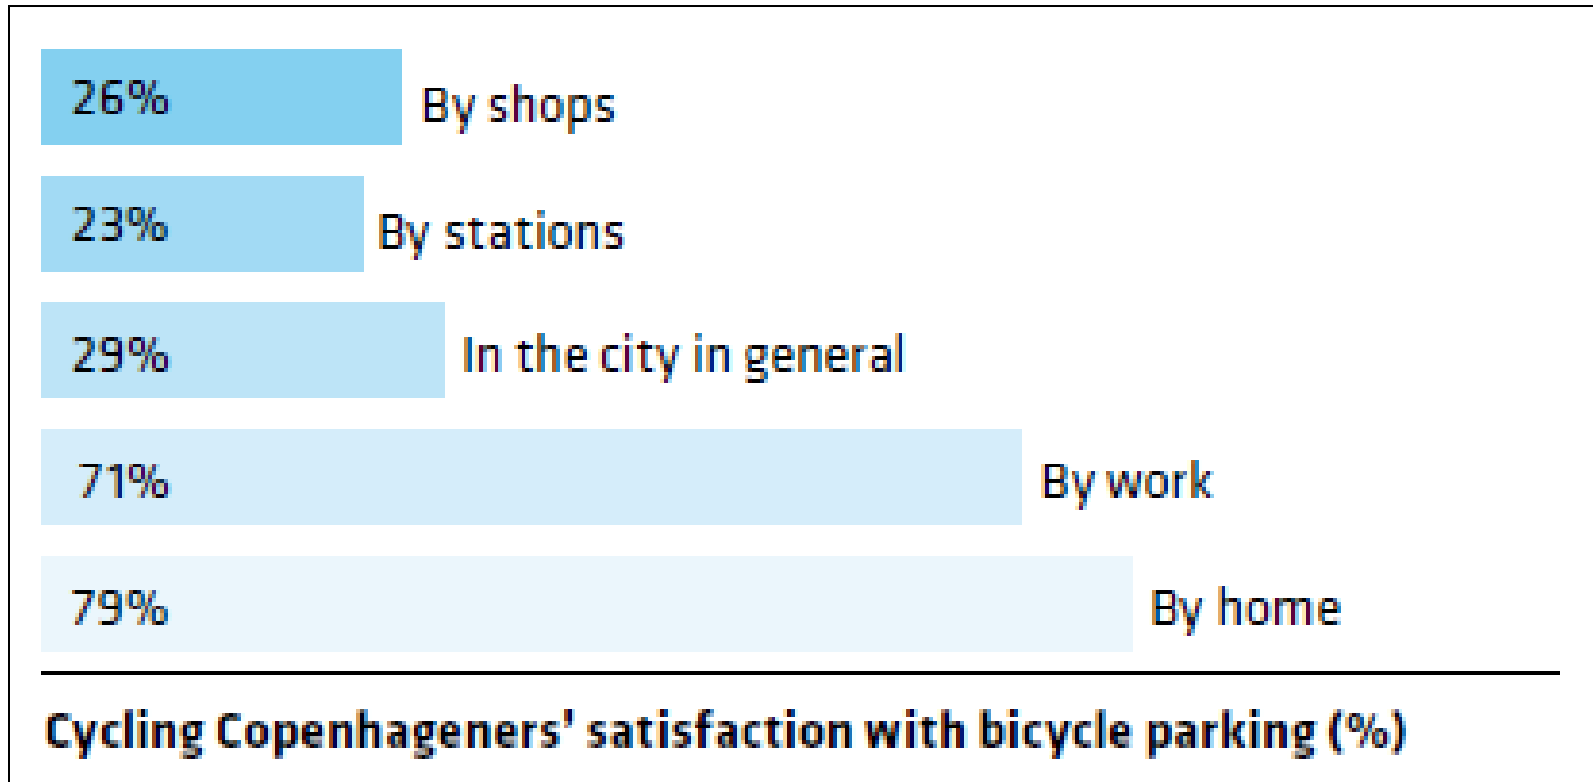 26% By shops
23% By stations
29% In the city in general
71% By work
79% By home
Cycling Copenhageners' satisfaction with bicycle parking (%)